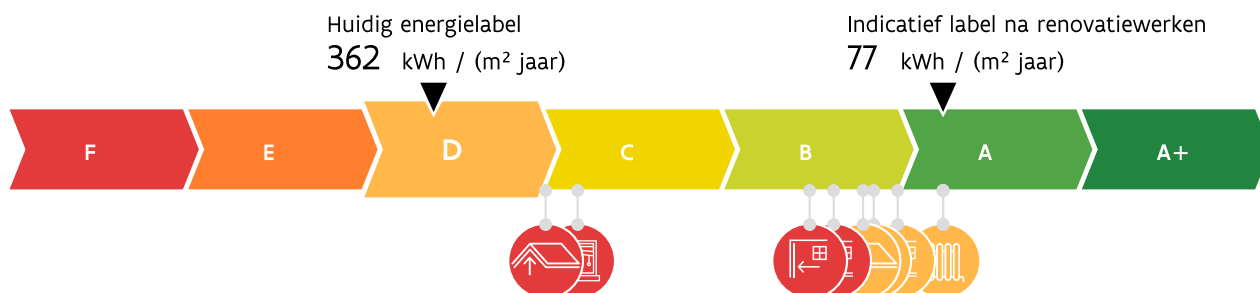 Huidig energielabel
362 kWh / (m² jaar)
Indicatief label na renovatiewerken
77 kWh / (m² jaar)
F E D C B A A+